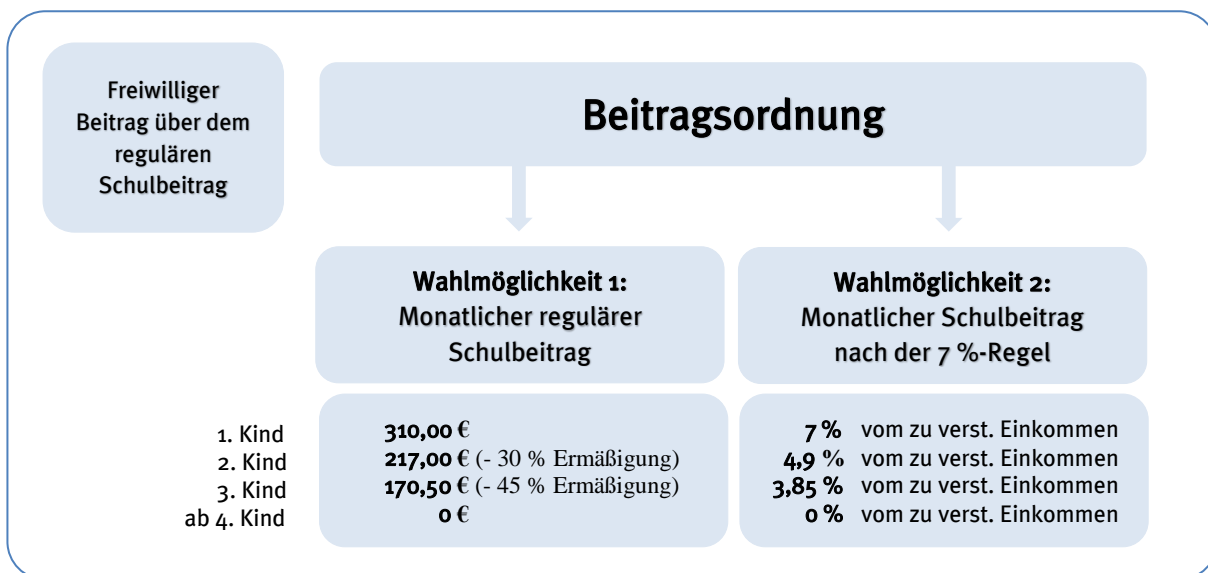 Freiwilliger
Beitrag über dem
regulären
Schulbeitrag
Beitragsordnung
Wahlmöglichkeit 1:
Monatlicher regulärer
Schulbeitrag
Wahlmöglichkeit 2:
Monatlicher Schulbeitrag
nach der 7 %-Regel
1. Kind 310,00 € 7 % vom zu verst. Einkommen
2. Kind 217,00 € (- 30 % Ermäßigung) 4,9 % vom zu verst. Einkommen
3. Kind 170,50 € (- 45 % Ermäßigung) 3,85 % vom zu verst. Einkommen
ab 4. Kind 0 € 0 % vom zu verst. Einkommen